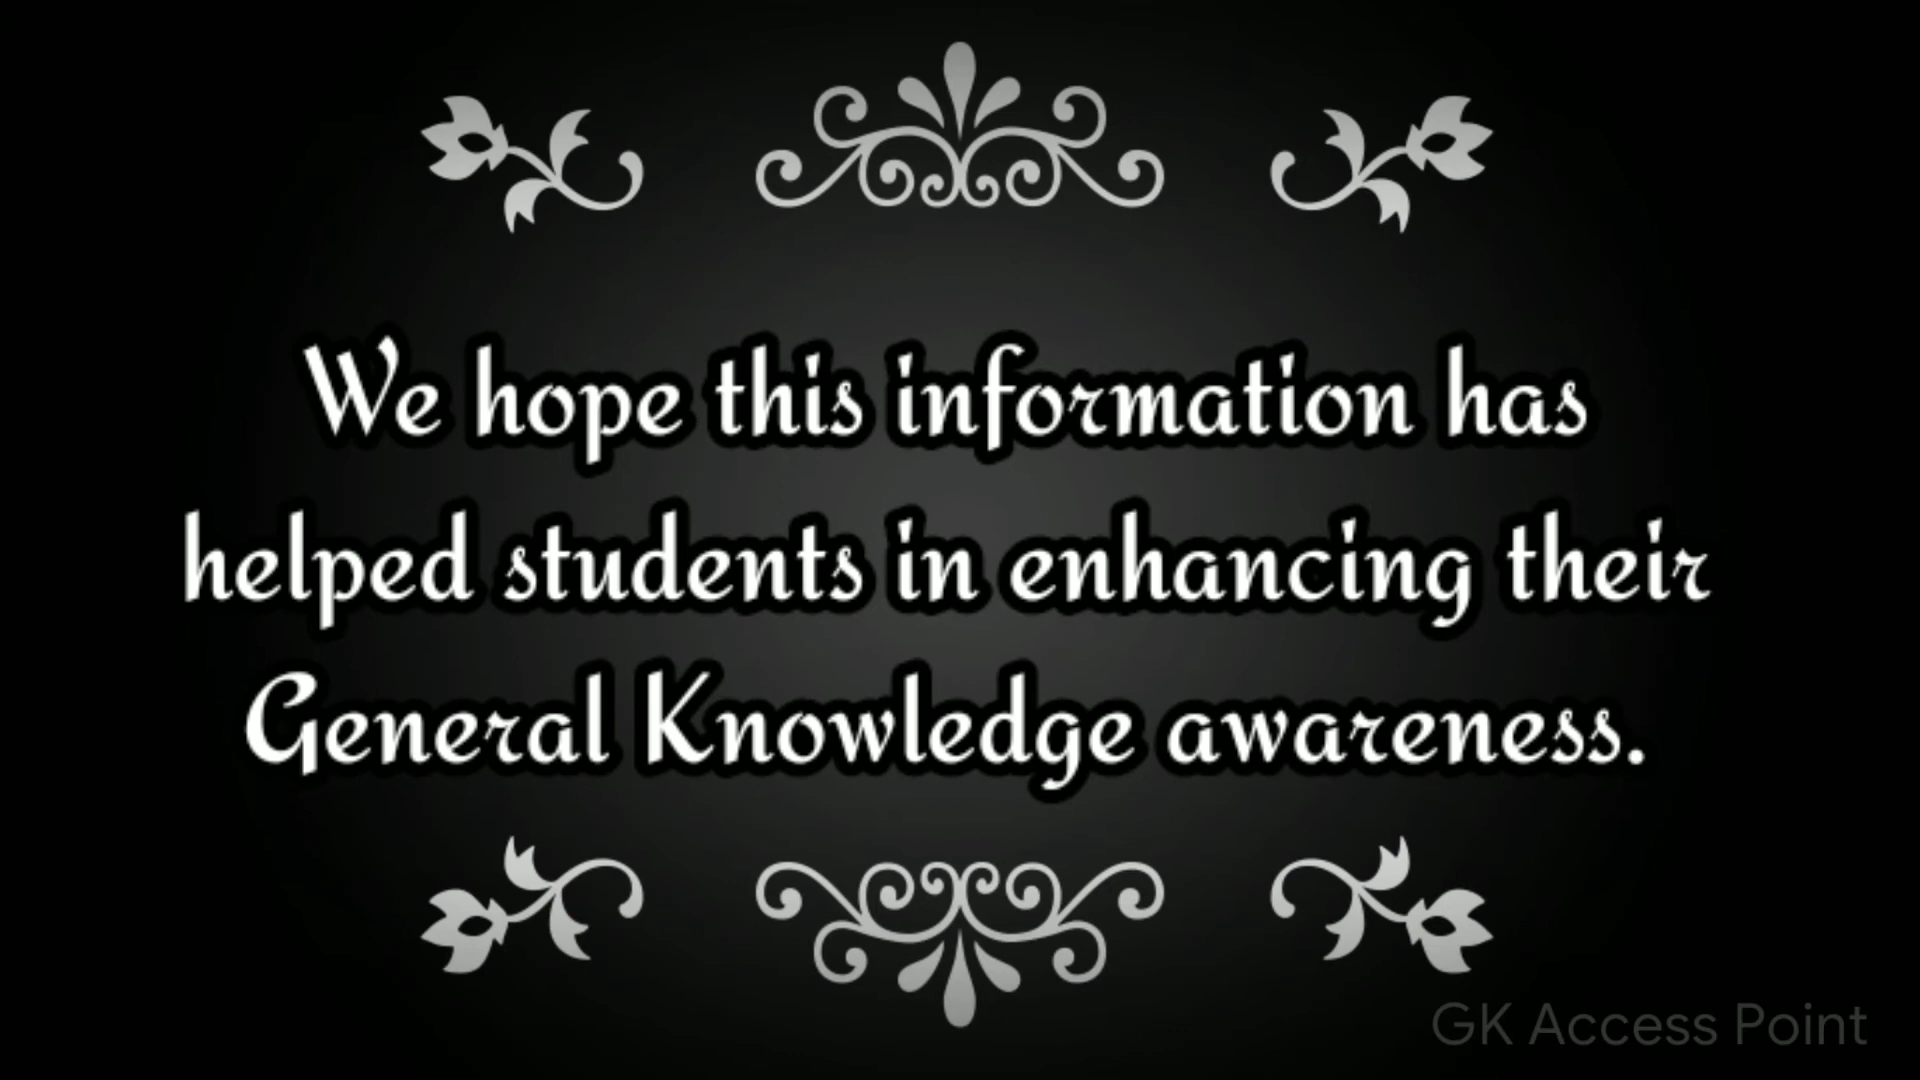 We hope this information has
helped students in enhancing their
General Knowledge awareness.
GK Access Point